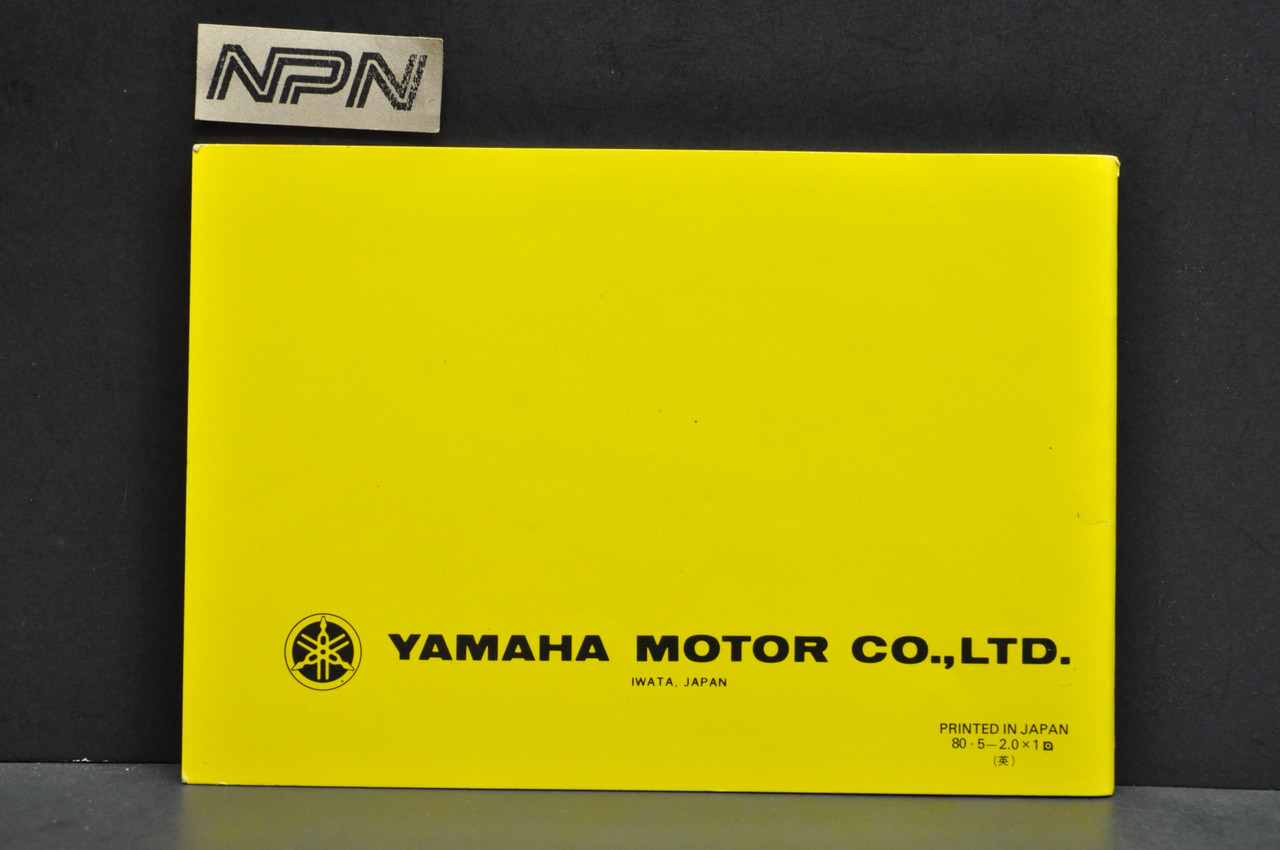 NPN
YAMAHA MOTOR CO.,LTD.
IWATA, JAPAN
PRINTED IN JAPAN
80・5—2.0×1
(英)